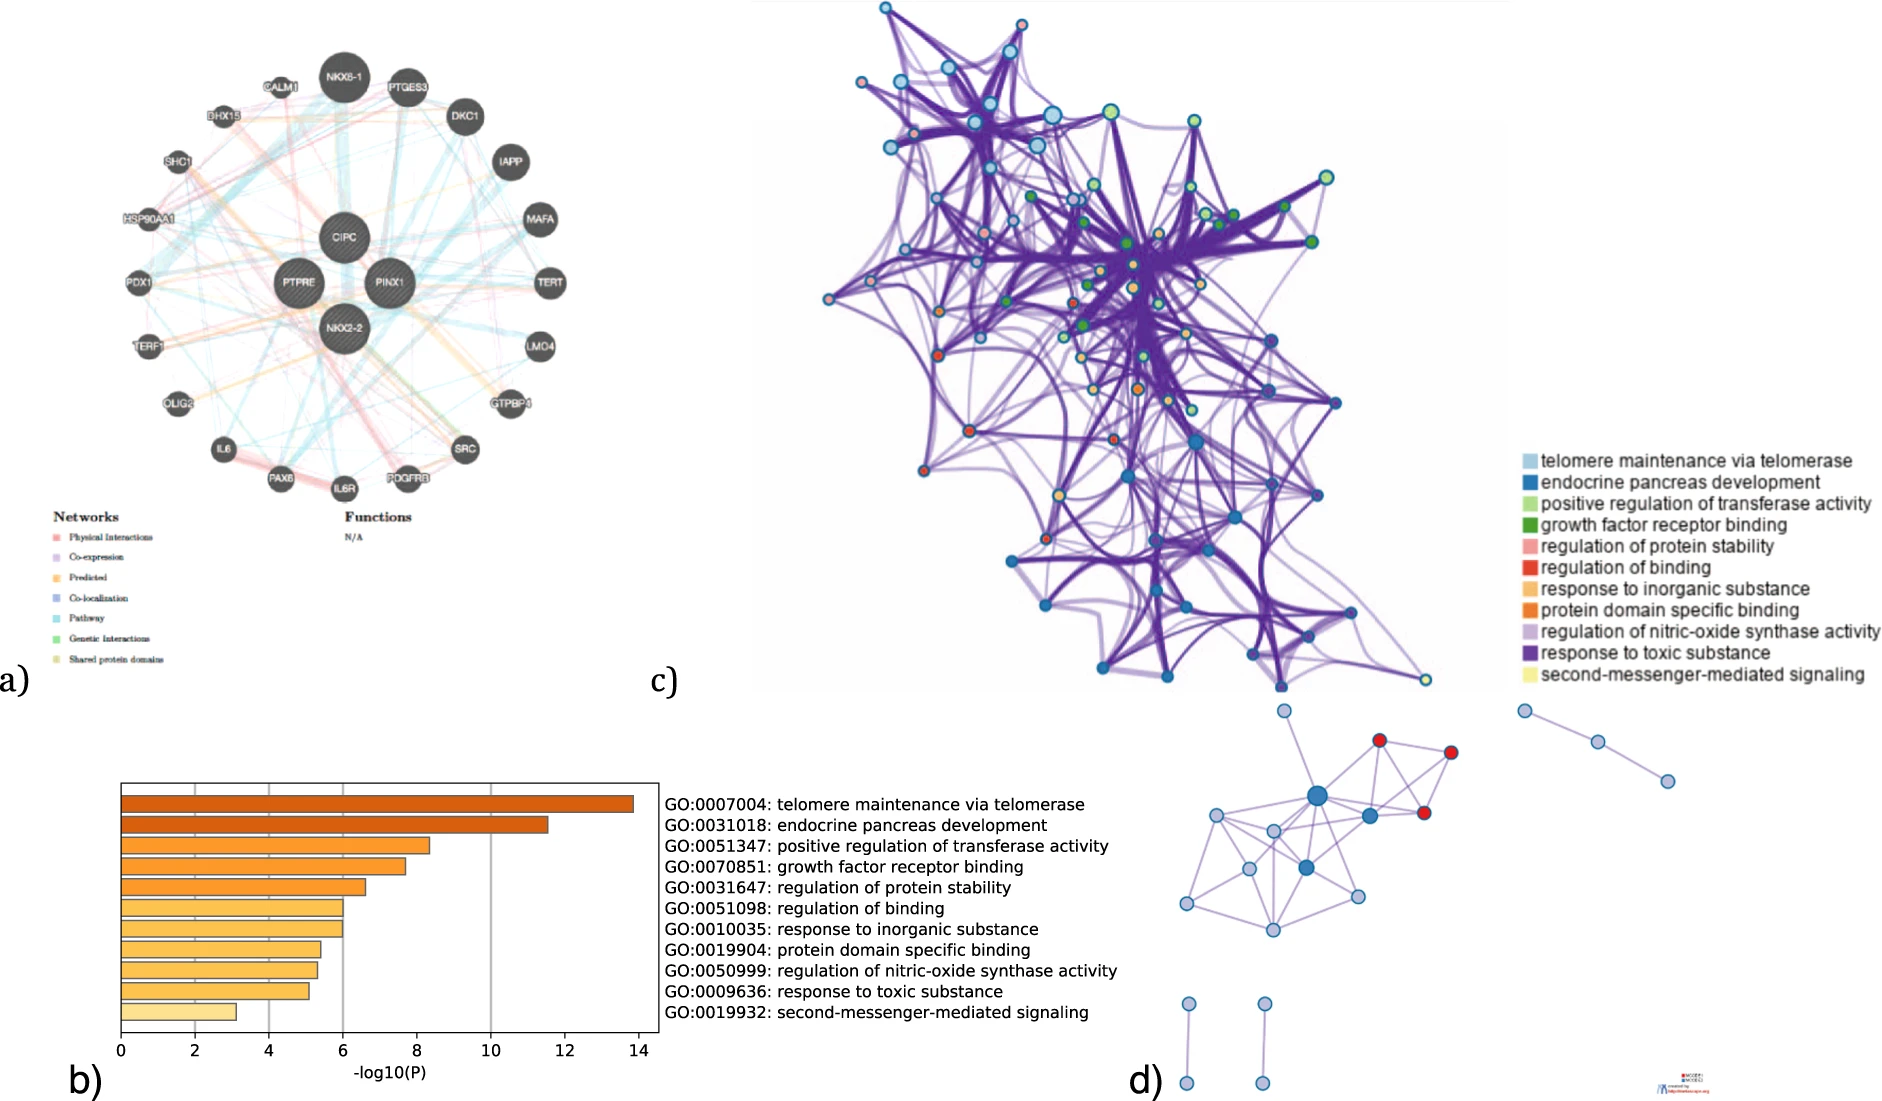 NKX6-1
CALM1
PTGES3
DHX15
DKC1
SHC1
IAPP
HSP90AA1
MAFA
CIPC
PDX1
PTPRE
PINX1
TERT
NKX2-2
TERF1
LMO4
OLIG2
GTPBP4
IL6
SRC
PAX6
IL6R
PDGFRB
Networks
Functions
Physical Interactions
N/A
Co-expression
Predicted
Co-localization
Pathway
Genetic Interactions
Shared protein domains
a)
telomere maintenance via telomerase
endocrine pancreas development
positive regulation of transferase activity
growth factor receptor binding
regulation of protein stability
regulation of binding
response to inorganic substance
protein domain specific binding
regulation of nitric-oxide synthase activity
response to toxic substance
second-messenger-mediated signaling
c)
GO:0007004: telomere maintenance via telomerase
GO:0031018: endocrine pancreas development
GO:0051347: positive regulation of transferase activity
GO:0070851: growth factor receptor binding
GO:0031647: regulation of protein stability
GO:0051098: regulation of binding
GO:0010035: response to inorganic substance
GO:0019904: protein domain specific binding
GO:0050999: regulation of nitric-oxide synthase activity
GO:0009636: response to toxic substance
GO:0019932: second-messenger-mediated signaling
0 2 4 6 8 10 12 14
-log10(P)
b)
d)